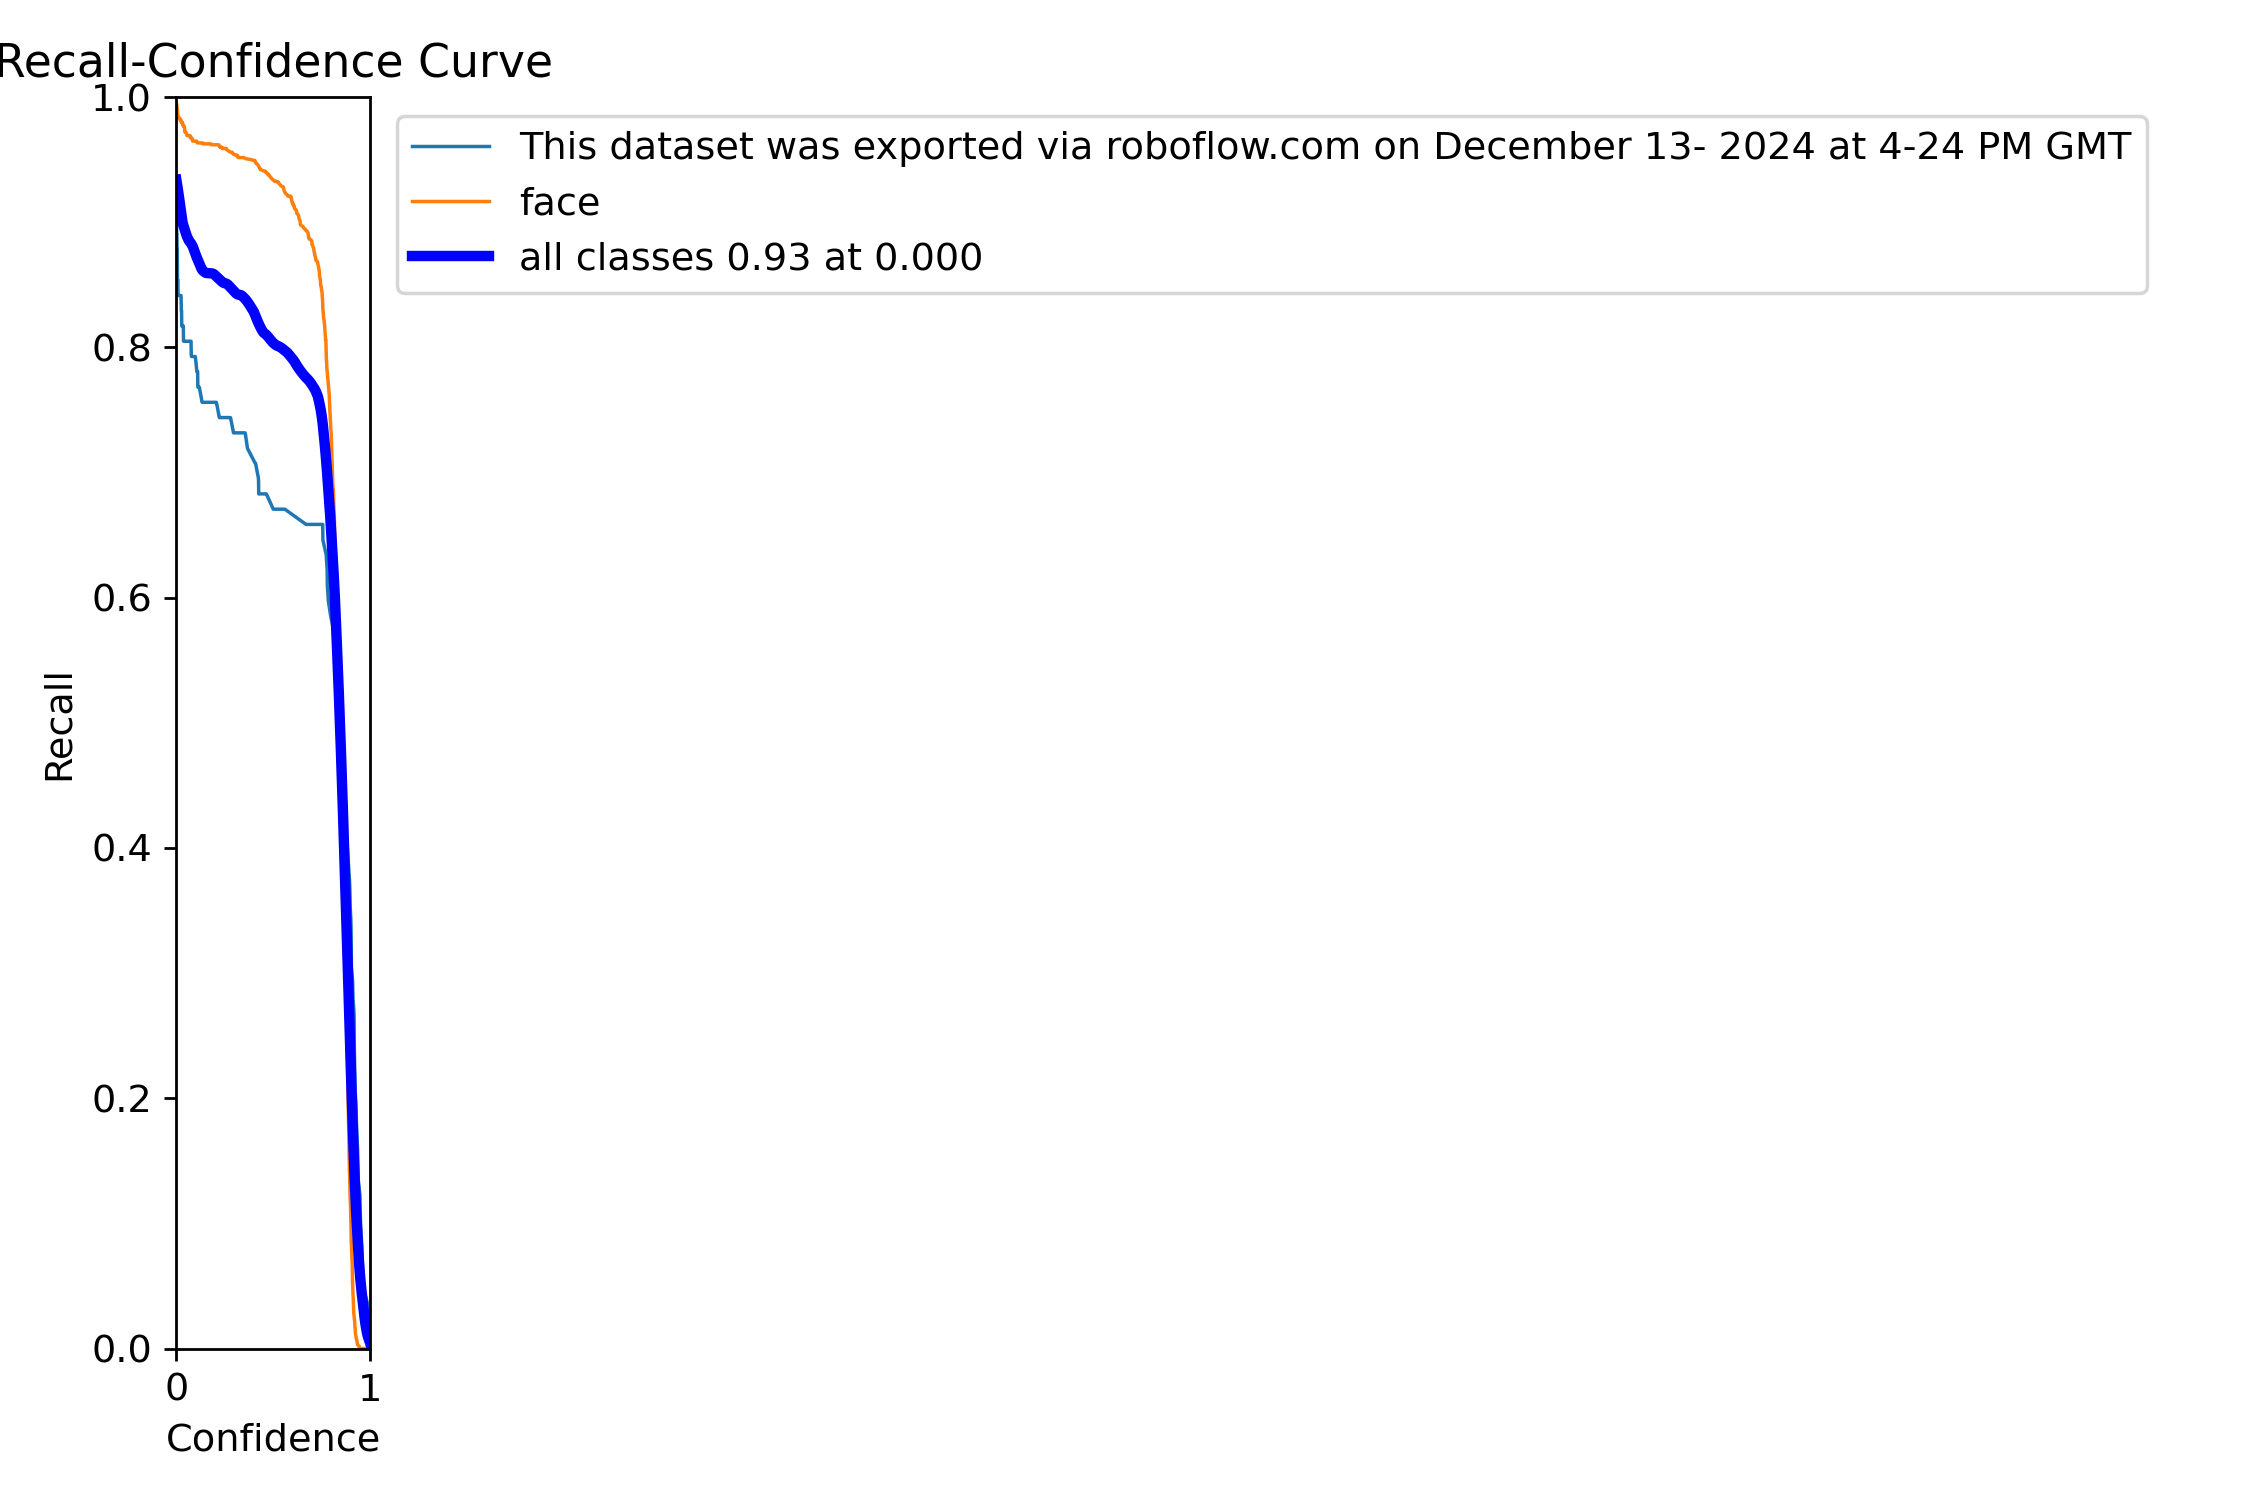 Recall-Confidence Curve
1.0
0.8
0.6
0.4
0.2
0.0
Recall
0
1
Confidence
This dataset was exported via roboflow.com on December 13- 2024 at 4-24 PM GMT
face
all classes 0.93 at 0.000